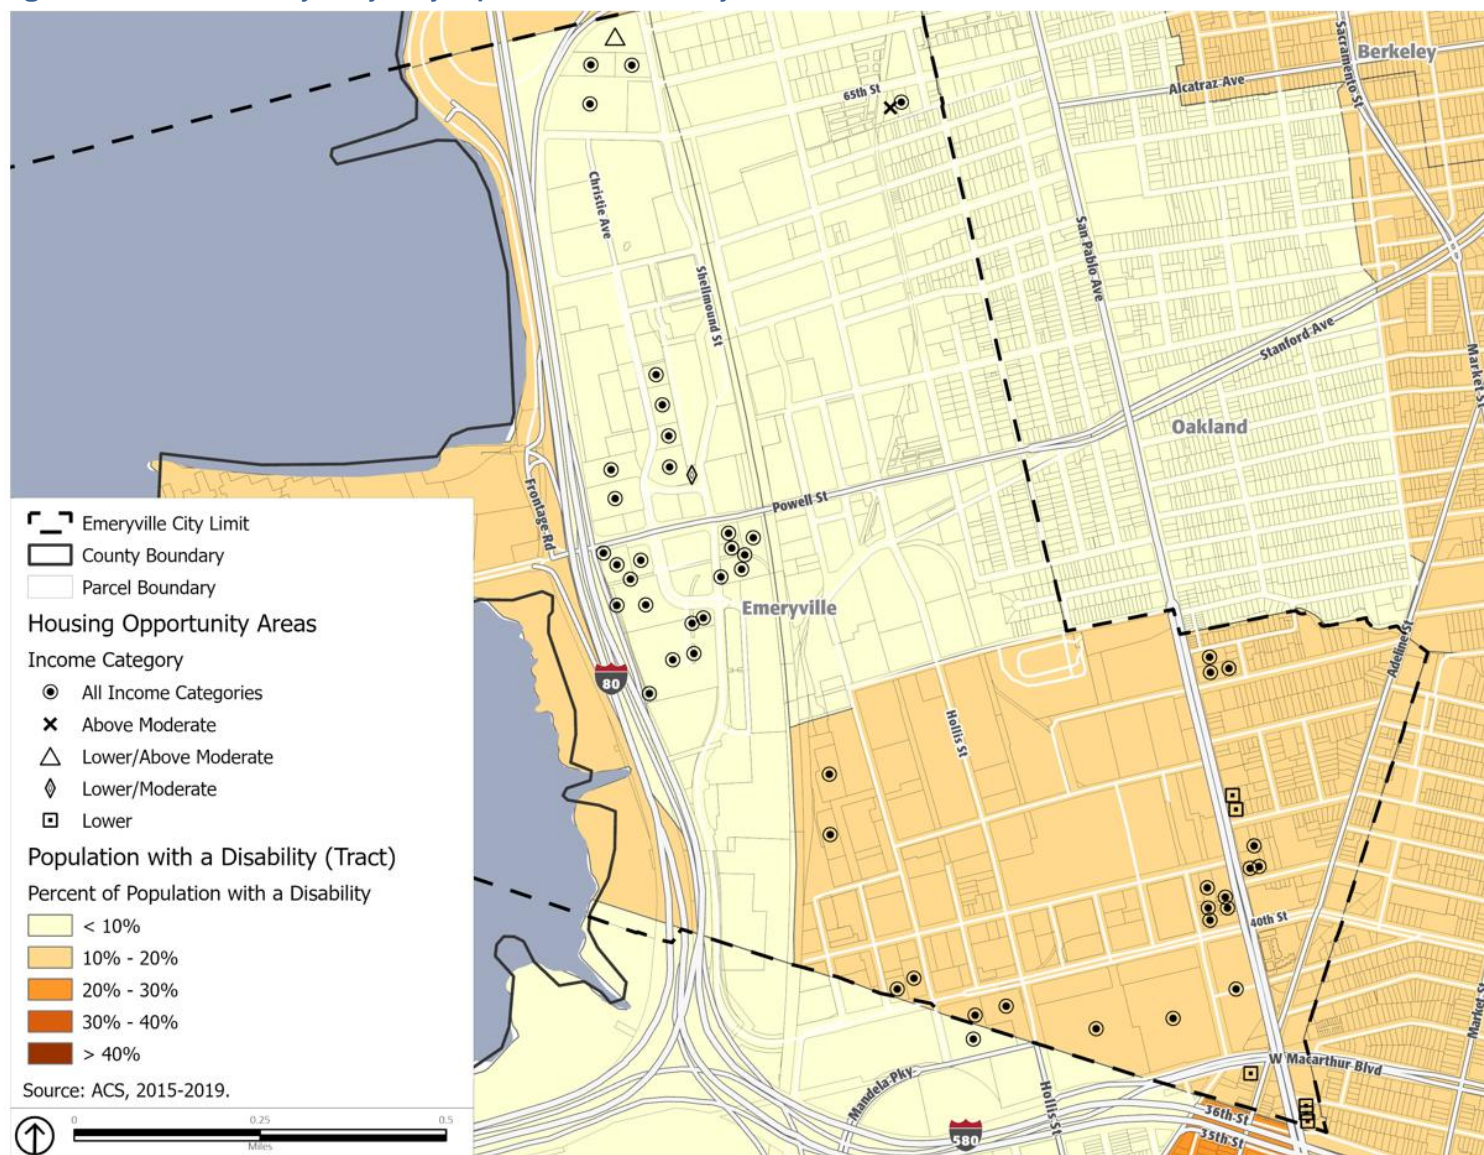 Sacramento St
Berkeley
Alcatraz Ave
65th St
Christie Ave
San Pablo Ave
Shellmound St
Stanford Ave
Market St
Oakland
Frontage Rd
Powell St
Emeryville
Adeline St
80
Hollis St
40th St
Market St
W Macarthur Blvd
Mandela Pky
Hollis St
36th St
35th St
580
Emeryville City Limit
County Boundary
Parcel Boundary
Housing Opportunity Areas
Income Category
All Income Categories
Above Moderate
Lower/Above Moderate
Lower/Moderate
Lower
Population with a Disability (Tract)
Percent of Population with a Disability
< 10%
10% - 20%
20% - 30%
30% - 40%
> 40%
Source: ACS, 2015-2019.
0 0.25 0.5
Miles